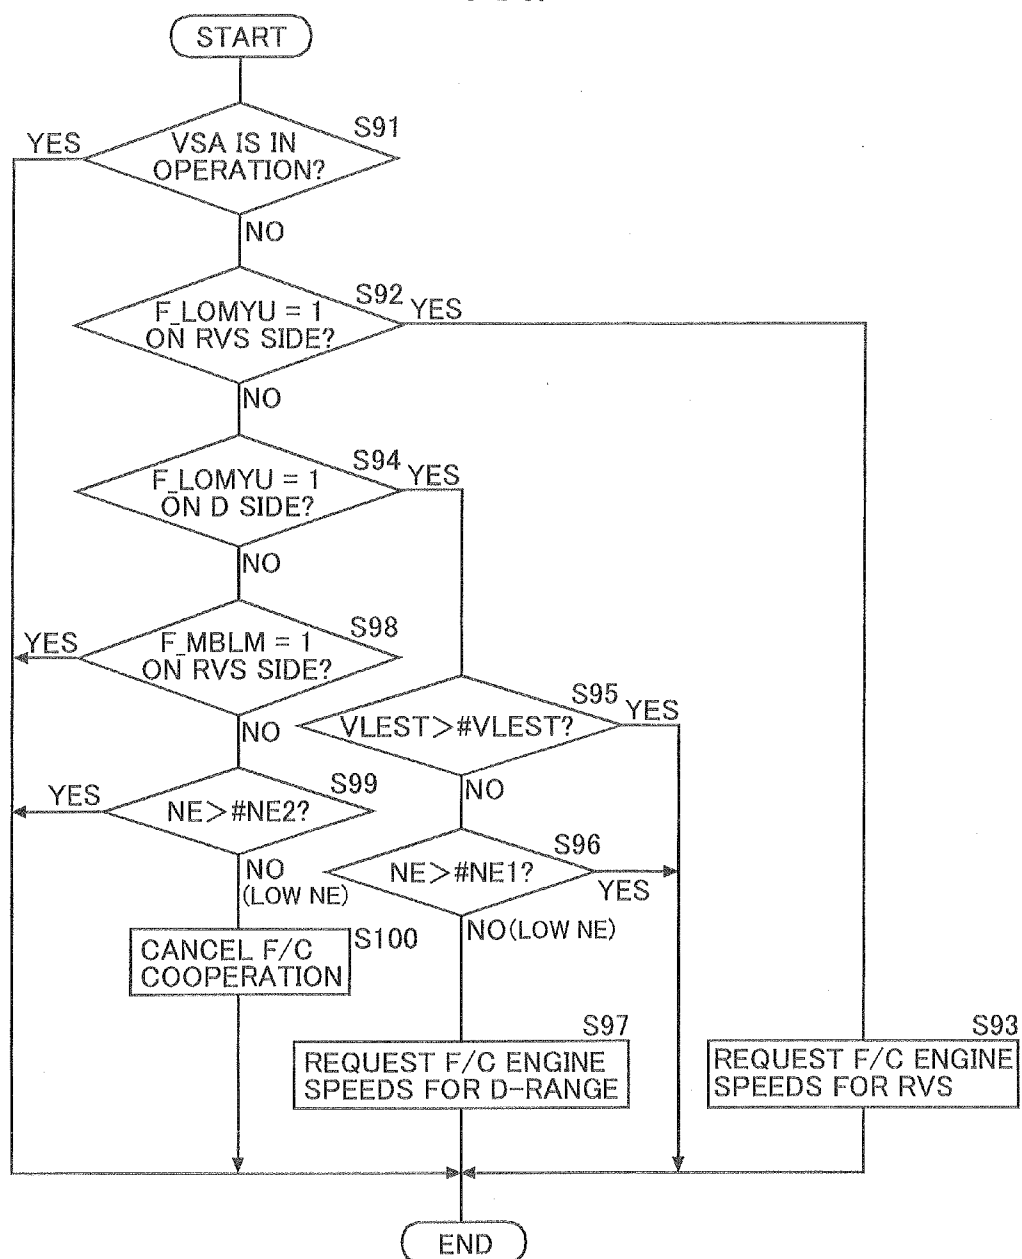 START
S91
YES
VSA IS IN
OPERATION?
NO
S92
YES
F_LOMYU = 1
ON RVS SIDE?
NO
S94
YES
F_LOMYU = 1
ON D SIDE?
NO
S98
YES
F_MBLM = 1
ON RVS SIDE?
NO
S95
YES
VLEST>#VLEST?
NO
S99
YES
NE>#NE2?
NO
(LOW NE)
S96
NE>#NE1?
YES
NO(LOW NE)
S100
CANCEL F/C
COOPERATION
S97
REQUEST F/C ENGINE
SPEEDS FOR D-RANGE
S93
REQUEST F/C ENGINE
SPEEDS FOR RVS
END